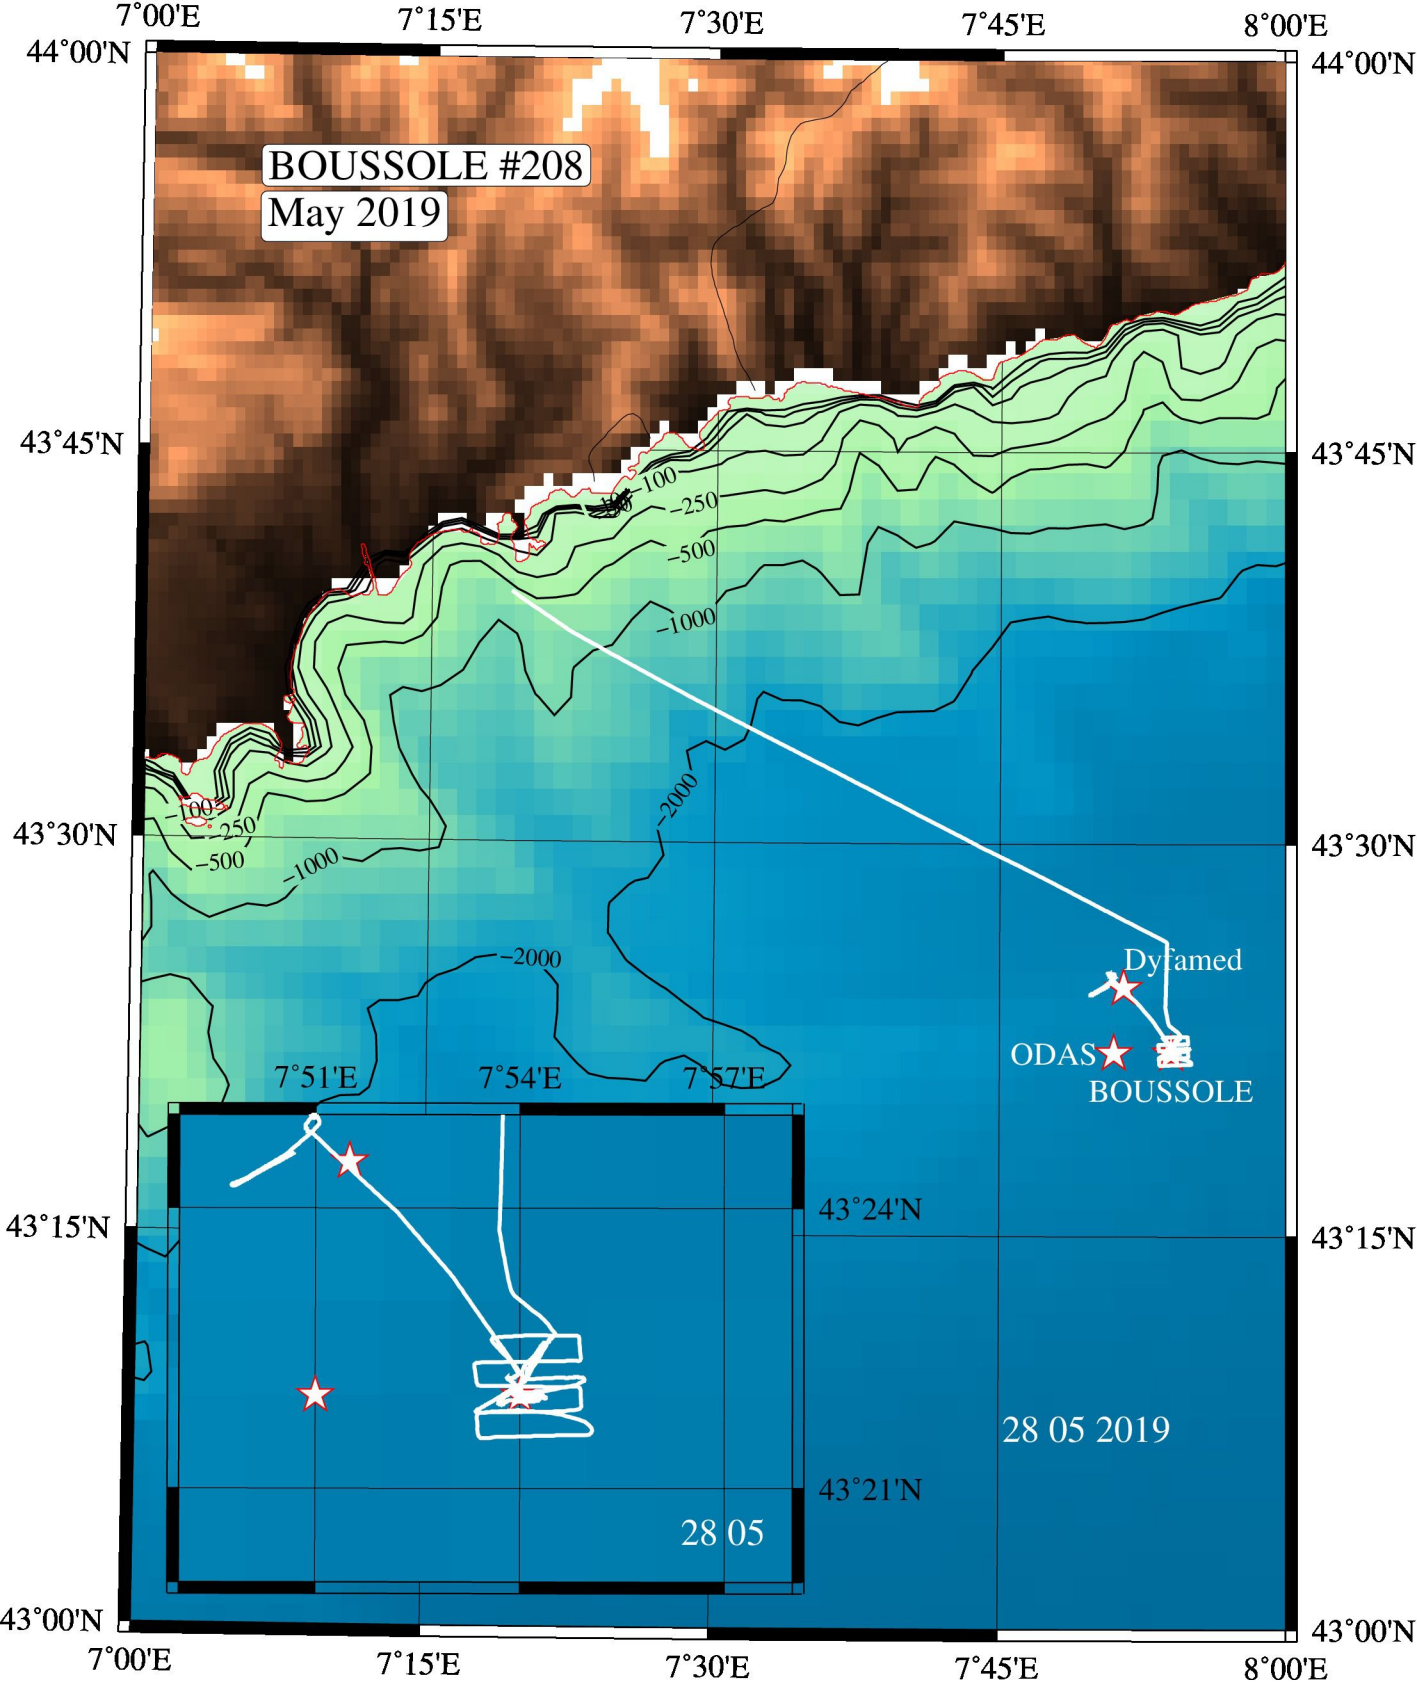 7°00'E 7°15'E 7°30'E 7°45'E 8°00'E
44°00'N 44°00'N
BOUSSOLE #208
May 2019
43°45'N 43°45'N
−100
−250
−500
−1000
−2000
−100
−250
−500
−1000
43°30'N 43°30'N
−2000
Dyfamed
ODAS
BOUSSOLE
7°51'E 7°54'E 7°57'E
43°24'N
43°15'N 43°15'N
28 05 2019
43°21'N
28 05
43°00'N 43°00'N
7°00'E 7°15'E 7°30'E 7°45'E 8°00'E